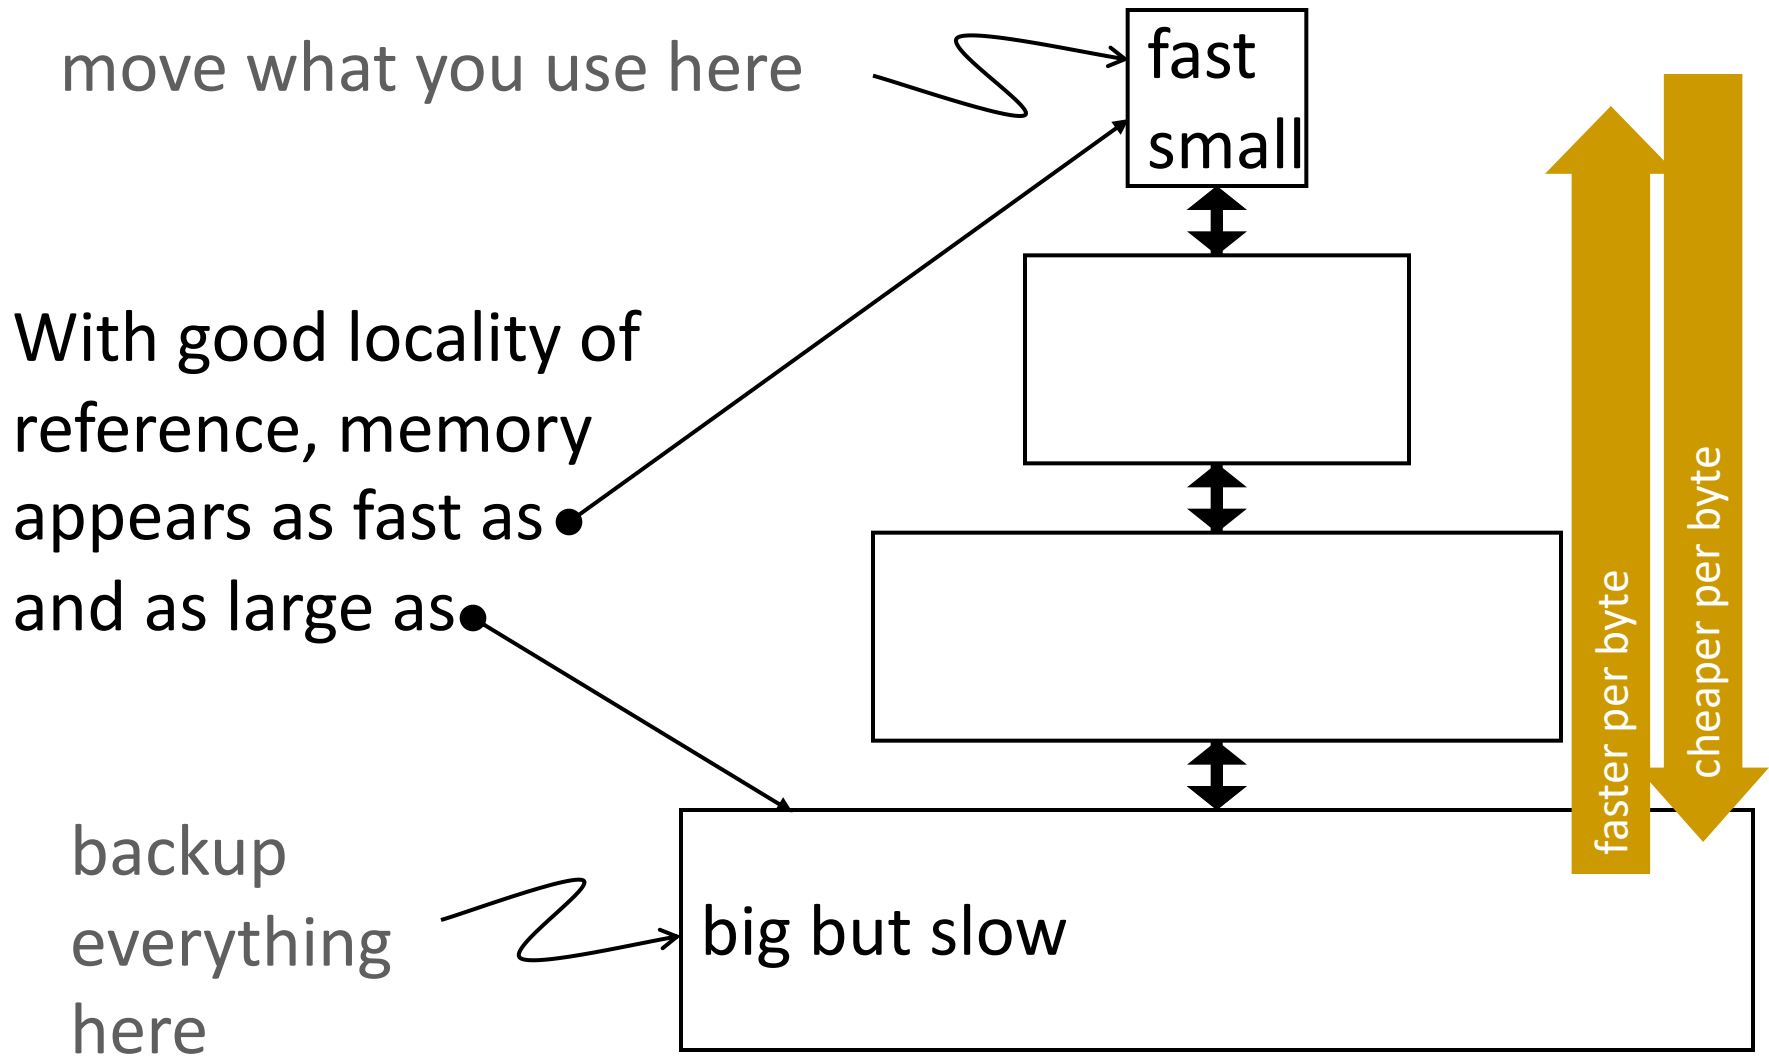 move what you use here
fast
small
With good locality of
reference, memory
appears as fast as
and as large as
backup
everything
here
big but slow
faster per byte
cheaper per byte